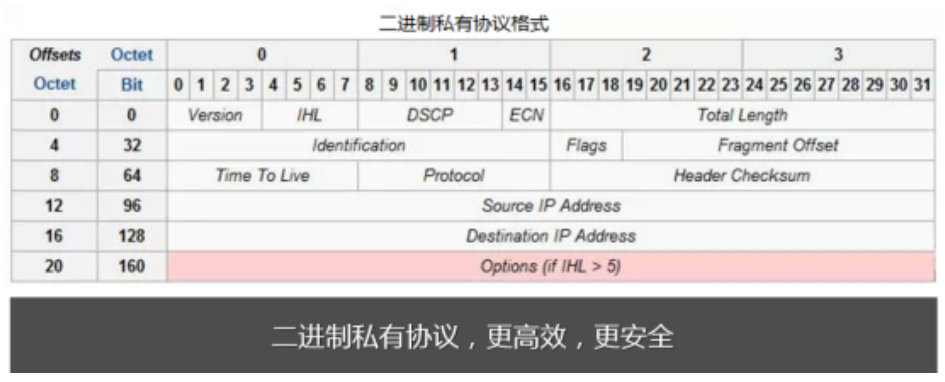 二进制私有协议格式
Offsets Octet 0 1 2 3
Octet Bit 0 1 2 3 4 5 6 7 8 9 10 11 12 13 14 15 16 17 18 19 20 21 22 23 24 25 26 27 28 29 30 31
0 0 Version IHL DSCP ECN Total Length
4 32 Identification Flags Fragment Offset
8 64 Time To Live Protocol Header Checksum
12 96 Source IP Address
16 128 Destination IP Address
20 160 Options (if IHL > 5)
二进制私有协议，更高效，更安全